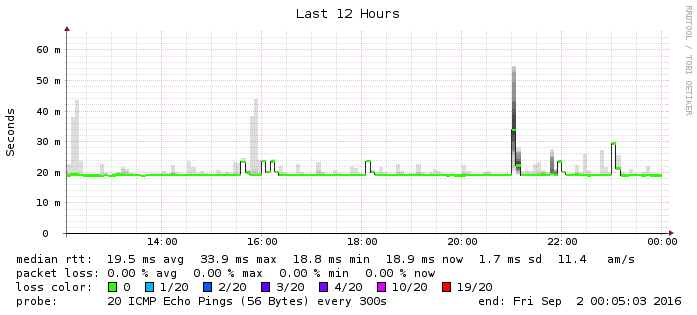 Last 12 Hours
RRDTOOL / TOBI OETIKER
Seconds
60 m
50 m
40 m
30 m
20 m
10 m
0
14:00 16:00 18:00 20:00 22:00 00:00
median rtt: 19.5 ms avg 33.9 ms max 18.8 ms min 18.9 ms now 1.7 ms sd 11.4 am/s
packet loss: 0.00 % avg 0.00 % max 0.00 % min 0.00 % now
loss color: 0 1/20 2/20 3/20 4/20 10/20 19/20
probe: 20 ICMP Echo Pings (56 Bytes) every 300s end: Fri Sep 2 00:05:03 2016